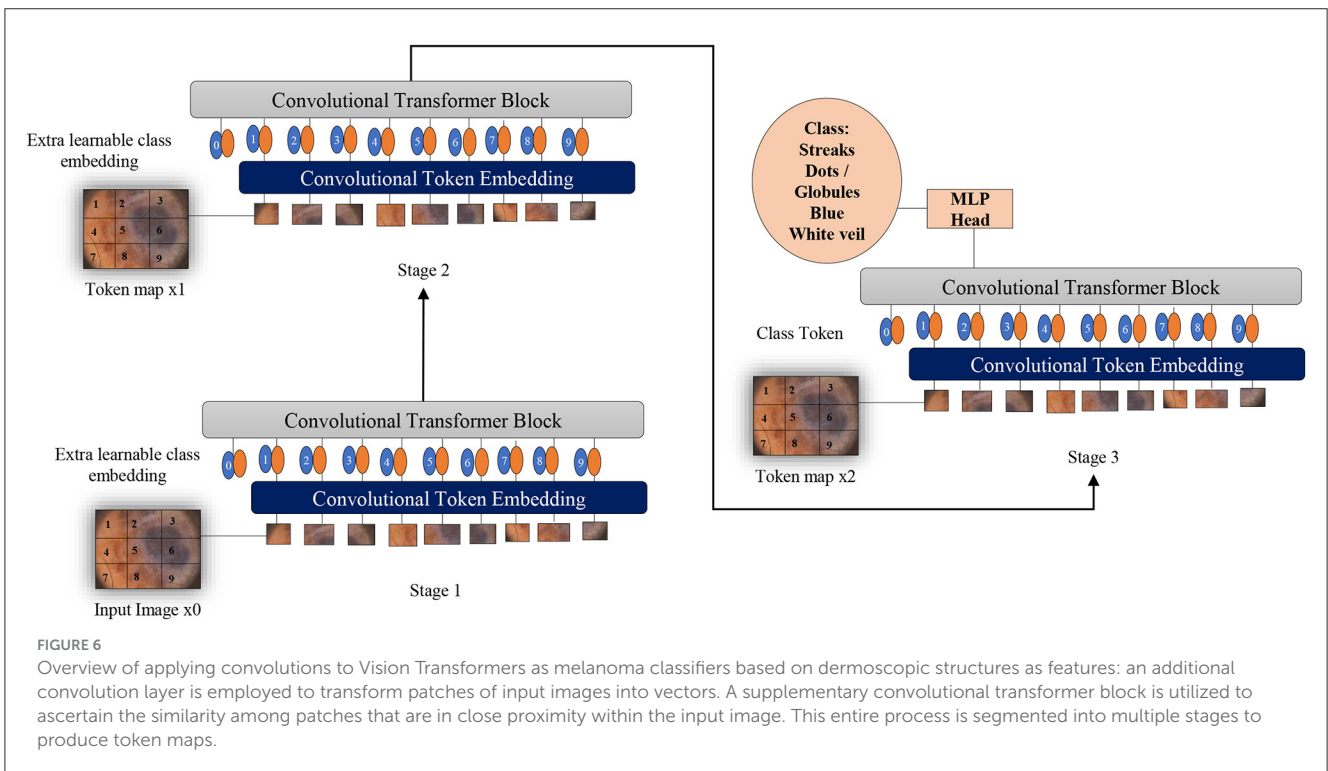 Convolutional Transformer Block
Extra learnable class
embedding
0 1 2 3 4 5 6 7 8 9
Convolutional Token Embedding
1 2 3
4 5 6
7 8 9
Token map x1
Stage 2
Convolutional Transformer Block
Extra learnable class
embedding
0 1 2 3 4 5 6 7 8 9
Convolutional Token Embedding
1 2 3
4 5 6
7 8 9
Input Image x0
Stage 1
Class:
Streaks
Dots /
Globules
Blue
White veil
MLP
Head
Convolutional Transformer Block
Class Token
0 1 2 3 4 5 6 7 8 9
Convolutional Token Embedding
1 2 3
4 5 6
7 8 9
Token map x2
Stage 3
FIGURE 6
Overview of applying convolutions to Vision Transformers as melanoma classifiers based on dermoscopic structures as features: an additional
convolution layer is employed to transform patches of input images into vectors. A supplementary convolutional transformer block is utilized to
ascertain the similarity among patches that are in close proximity within the input image. This entire process is segmented into multiple stages to
produce token maps.